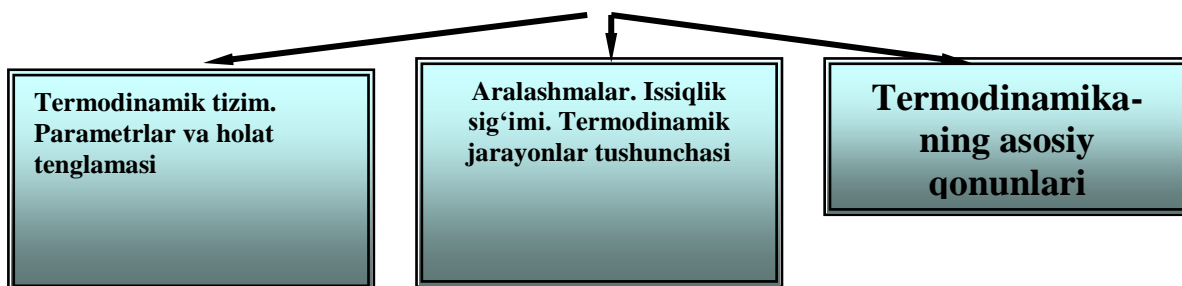 Termodinamik tizim.
Parametrlar va holat
tenglamasi
Aralashmalar. Issiqlik
sig‘imi. Termodinamik
jarayonlar tushunchasi
Termodinamika-
ning asosiy
qonunlari